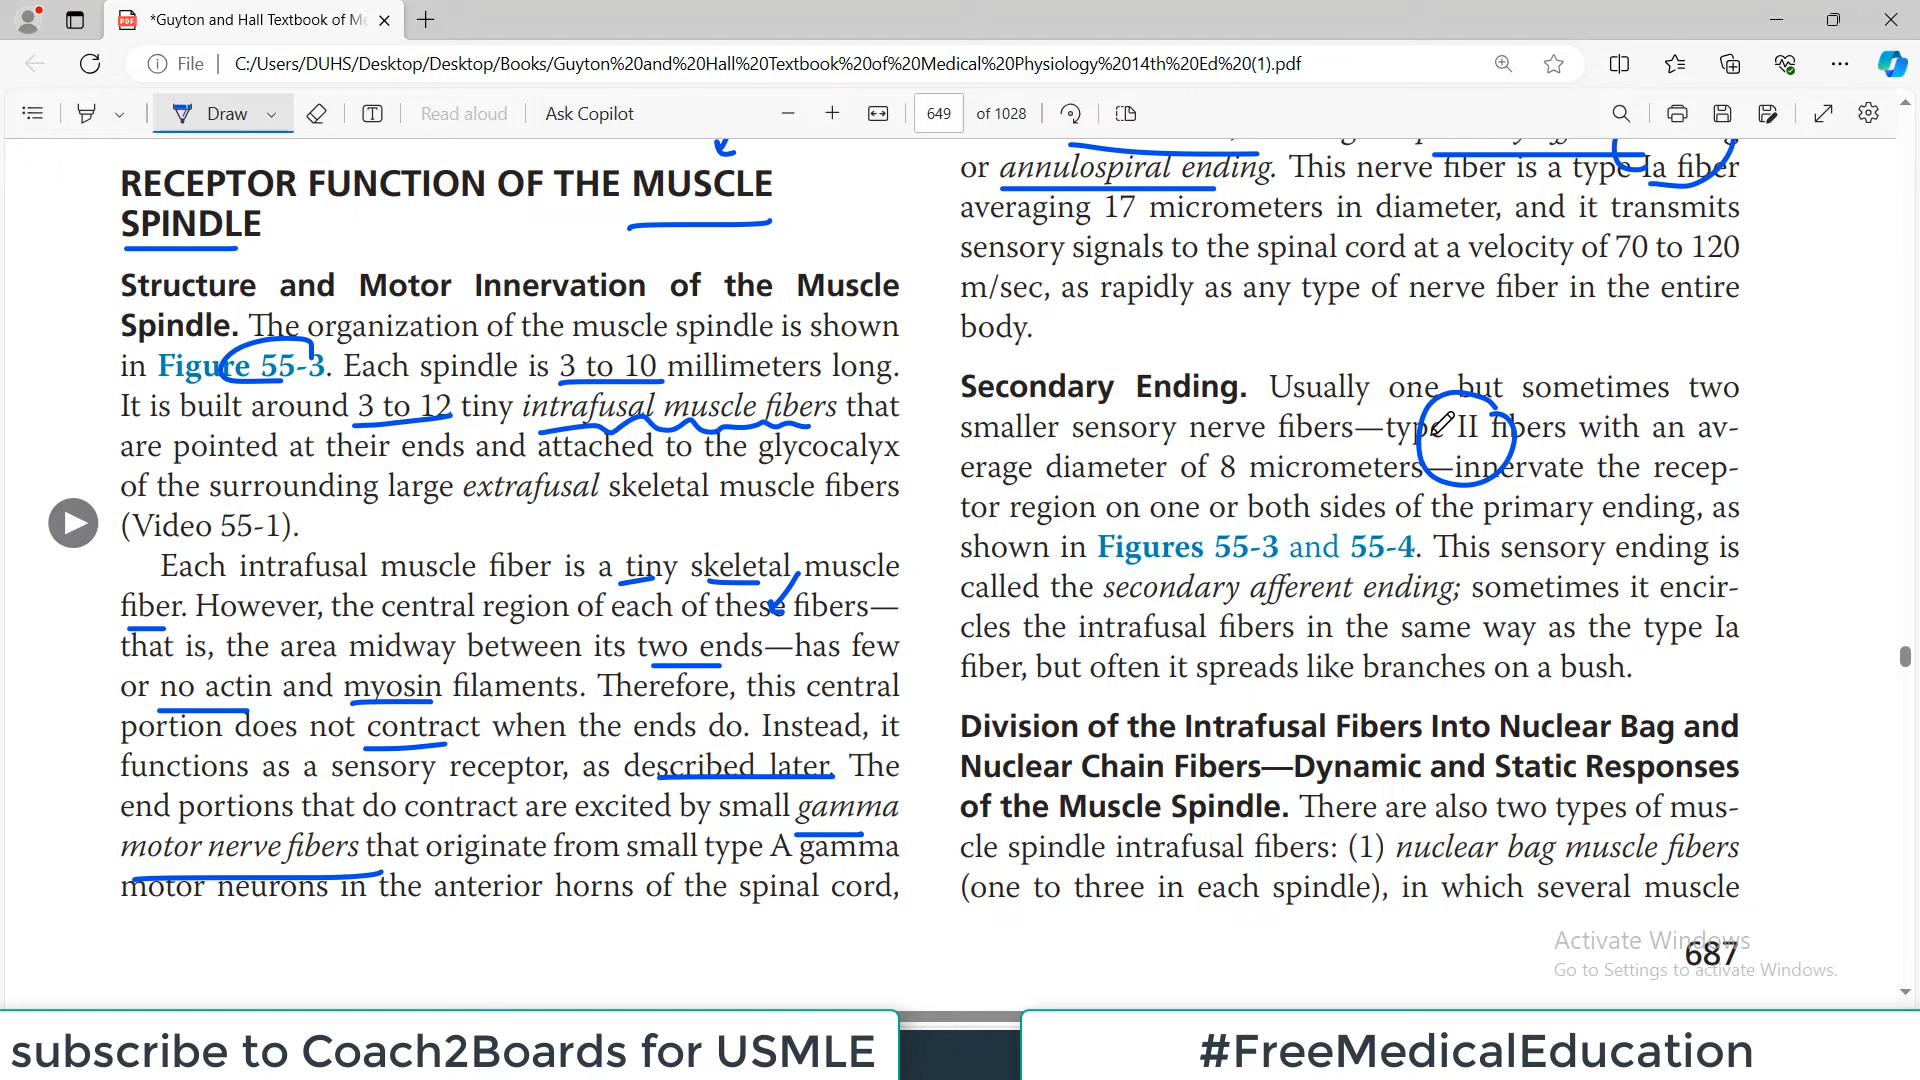 *Guyton and Hall Textbook of Me
File
C:/Users/DUHS/Desktop/Desktop/Books/Guyton%20and%20Hall%20Textbook%20of%20Medical%20Physiology%2014th%20Ed%20(1).pdf
Draw
Read aloud
Ask Copilot
649 of 1028
RECEPTOR FUNCTION OF THE MUSCLE
SPINDLE
Structure and Motor Innervation of the Muscle
Spindle. The organization of the muscle spindle is shown
in Figure 55-3. Each spindle is 3 to 10 millimeters long.
It is built around 3 to 12 tiny intrafusal muscle fibers that
are pointed at their ends and attached to the glycocalyx
of the surrounding large extrafusal skeletal muscle fibers
(Video 55-1).
Each intrafusal muscle fiber is a tiny skeletal muscle
fiber. However, the central region of each of these fibers—
that is, the area midway between its two ends—has few
or no actin and myosin filaments. Therefore, this central
portion does not contract when the ends do. Instead, it
functions as a sensory receptor, as described later. The
end portions that do contract are excited by small gamma
motor nerve fibers that originate from small type A gamma
motor neurons in the anterior horns of the spinal cord,
or annulospiral ending. This nerve fiber is a type Ia fiber
averaging 17 micrometers in diameter, and it transmits
sensory signals to the spinal cord at a velocity of 70 to 120
m/sec, as rapidly as any type of nerve fiber in the entire
body.
Secondary Ending. Usually one but sometimes two
smaller sensory nerve fibers—type II fibers with an av-
erage diameter of 8 micrometers—innervate the recep-
tor region on one or both sides of the primary ending, as
shown in Figures 55-3 and 55-4. This sensory ending is
called the secondary afferent ending; sometimes it encir-
cles the intrafusal fibers in the same way as the type Ia
fiber, but often it spreads like branches on a bush.
Division of the Intrafusal Fibers Into Nuclear Bag and
Nuclear Chain Fibers—Dynamic and Static Responses
of the Muscle Spindle. There are also two types of mus-
cle spindle intrafusal fibers: (1) nuclear bag muscle fibers
(one to three in each spindle), in which several muscle
687
Activate Windows
Go to Settings to activate Windows.
subscribe to Coach2Boards for USMLE
#FreeMedicalEducation